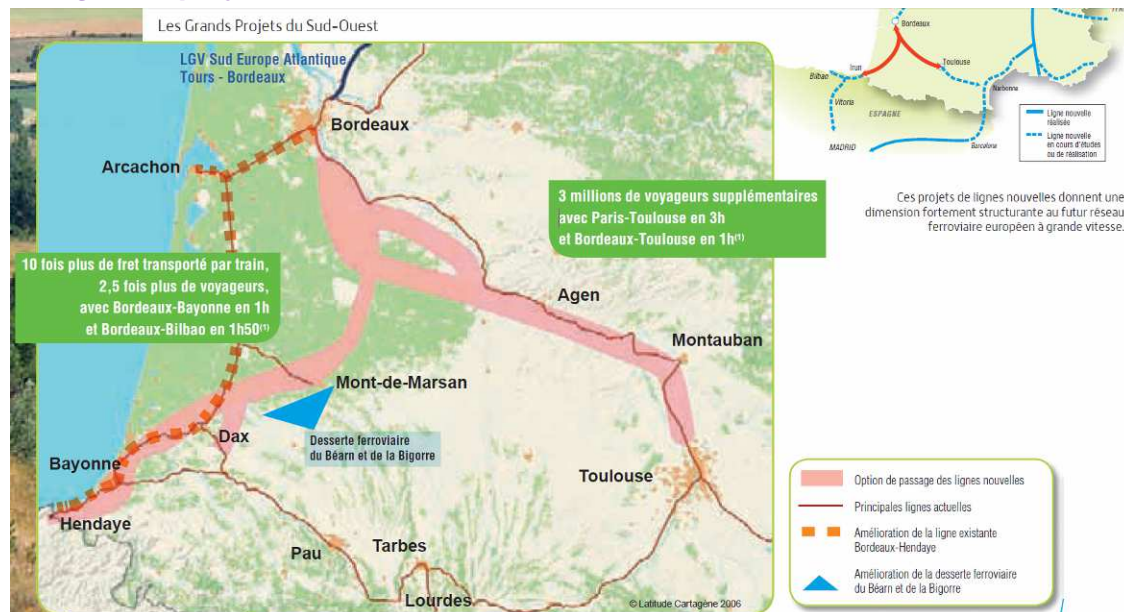 Les Grands Projets du Sud-Ouest
LGV Sud Europe Atlantique
Tours - Bordeaux
Bordeaux
Arcachon
3 millions de voyageurs supplémentaires
avec Paris-Toulouse en 3h
et Bordeaux-Toulouse en 1h(1)
10 fois plus de fret transporté par train,
2,5 fois plus de voyageurs,
avec Bordeaux-Bayonne en 1h
et Bordeaux-Bilbao en 1h50(1)
Agen
Montauban
Mont-de-Marsan
Dax
Desserte ferroviaire
du Béarn et de la Bigorre
Bayonne
Toulouse
Hendaye
Pau
Tarbes
Lourdes
© Latitude Cartagène 2006
Bordeaux
Irun
Toulouse
Bilbao
Vitoria
Narbonne
ESPAGNE
MADRID
Barcelone
Ligne nouvelle
réalisée
Ligne nouvelle
en cours d'études
ou de réalisation
Ces projets de lignes nouvelles donnent une
dimension fortement structurante au futur réseau
ferroviaire européen à grande vitesse.
Option de passage des lignes nouvelles
Principales lignes actuelles
Amélioration de la ligne existante
Bordeaux-Hendaye
Amélioration de la desserte ferroviaire
du Béarn et de la Bigorre